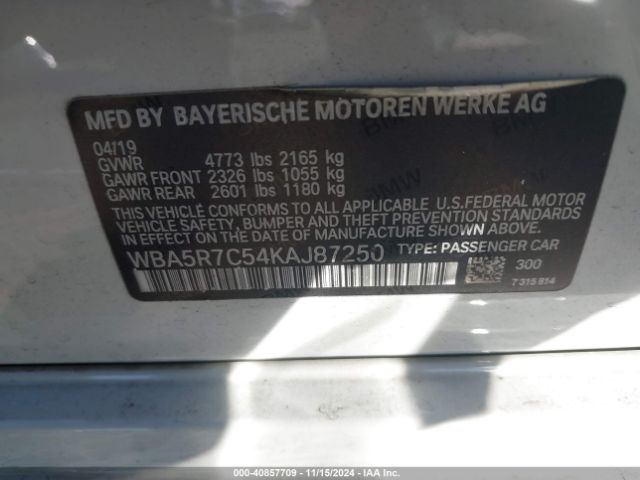 MFD BY BAYERISCHE MOTOREN WERKE AG
04/19
GVWR 4773 lbs 2165 kg
GAWR FRONT 2326 lbs 1055 kg
GAWR REAR 2601 lbs 1180 kg
THIS VEHICLE CONFORMS TO ALL APPLICABLE U.S.FEDERAL MOTOR
VEHICLE SAFETY, BUMPER AND THEFT PREVENTION STANDARDS
IN EFFECT ON THE DATE OF MANUFACTURE SHOWN ABOVE.
WBA5R7C54KAJ87250 TYPE: PASSENGER CAR
300
7315814
000-40857709 - 11/15/2024 - IAA Inc.